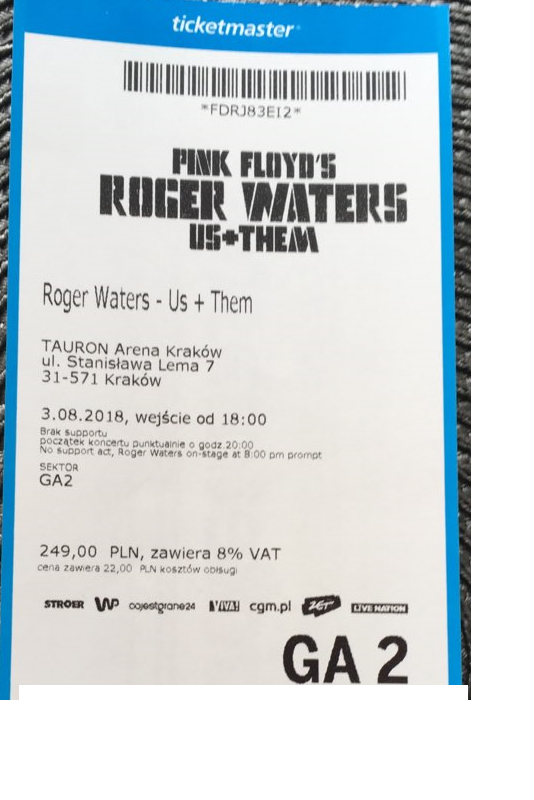 ticketmaster
*FDRJ83EI2*
PINK FLOYD'S
ROGER WATERS
US+THEM
Roger Waters - Us + Them
TAURON Arena Kraków
ul. Stanisława Lema 7
31-571 Kraków
3.08.2018, wejście od 18:00
Brak supportu
początek koncertu punktualnie o godz.20:00
No support act, Roger Waters on-stage at 8:00 pm prompt
SEKTOR
GA2
249,00 PLN, zawiera 8% VAT
cena zawiera 22,00 PLN kosztów obsługi
STRÖER WP cojestgrane24 VIVA! cgm.pl ZET LIVE NATION
GA 2